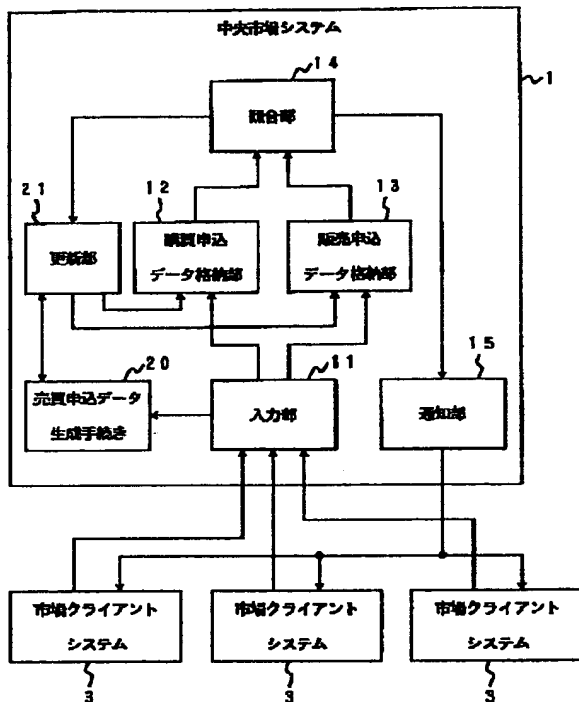 中央市場システム
14
1
照合部
12
13
21
購買申込
データ格納部
販売申込
データ格納部
更新部
20
11
15
売買申込データ
生成手続き
入力部
通知部
市場クライアント
システム
市場クライアント
システム
市場クライアント
システム
3
3
3